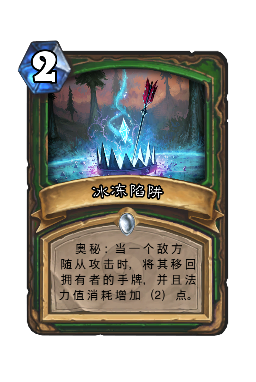 2
冰冻陷阱
奥秘：当一个敌方
随从攻击时，将其移回
拥有者的手牌，并且法
力值消耗增加（2）点。